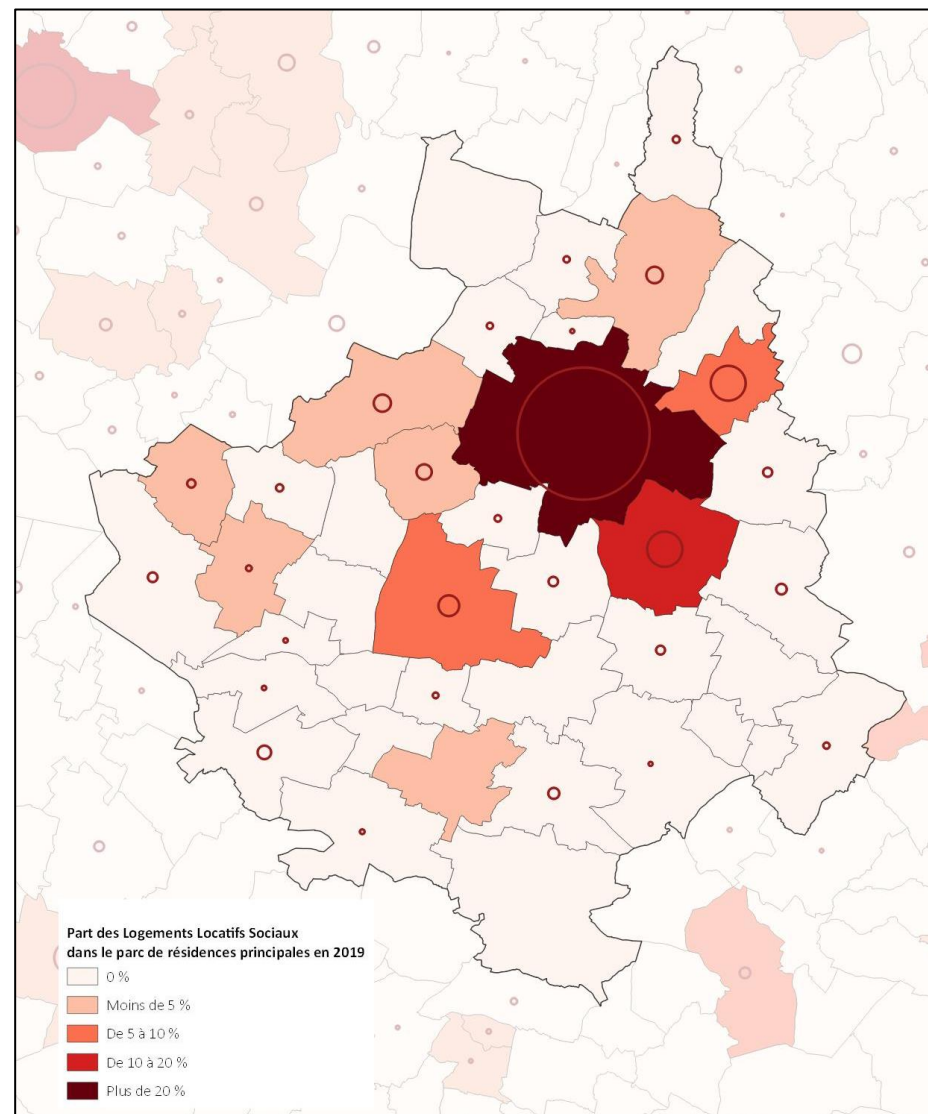 Part des Logements Locatifs Sociaux
dans le parc de résidences principales en 2019
0 %
Moins de 5 %
De 5 à 10 %
De 10 à 20 %
Plus de 20 %